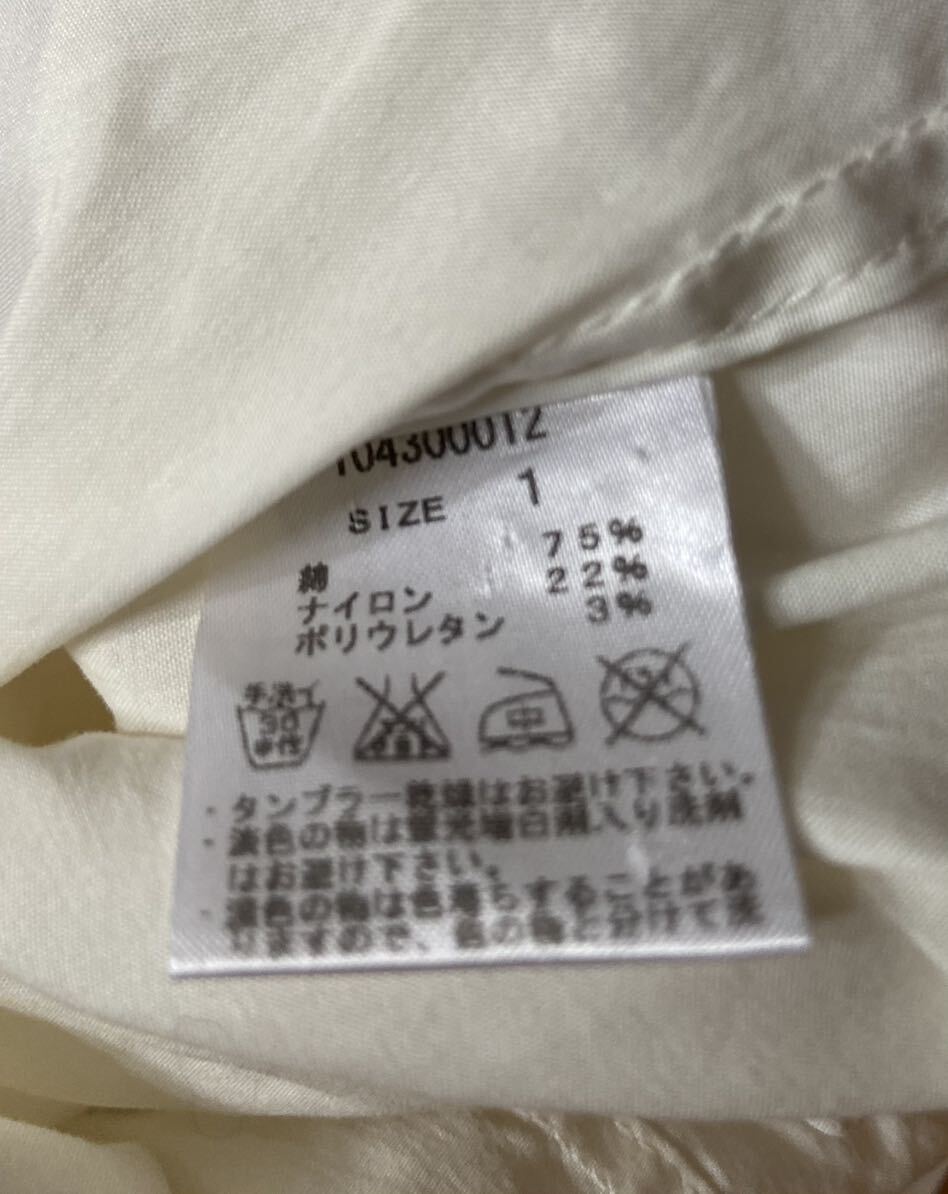 104300012
SIZE 1
綿 75%
ナイロン 22%
ポリウレタン 3%
手洗イ
30
中
・タンブラー乾燥はお避け下さい。
・淡色の物は蛍光増白剤入り洗剤
はお避け下さい。
・濃色の物は色落ちすることがあ
りますので、他の物と分けて洗